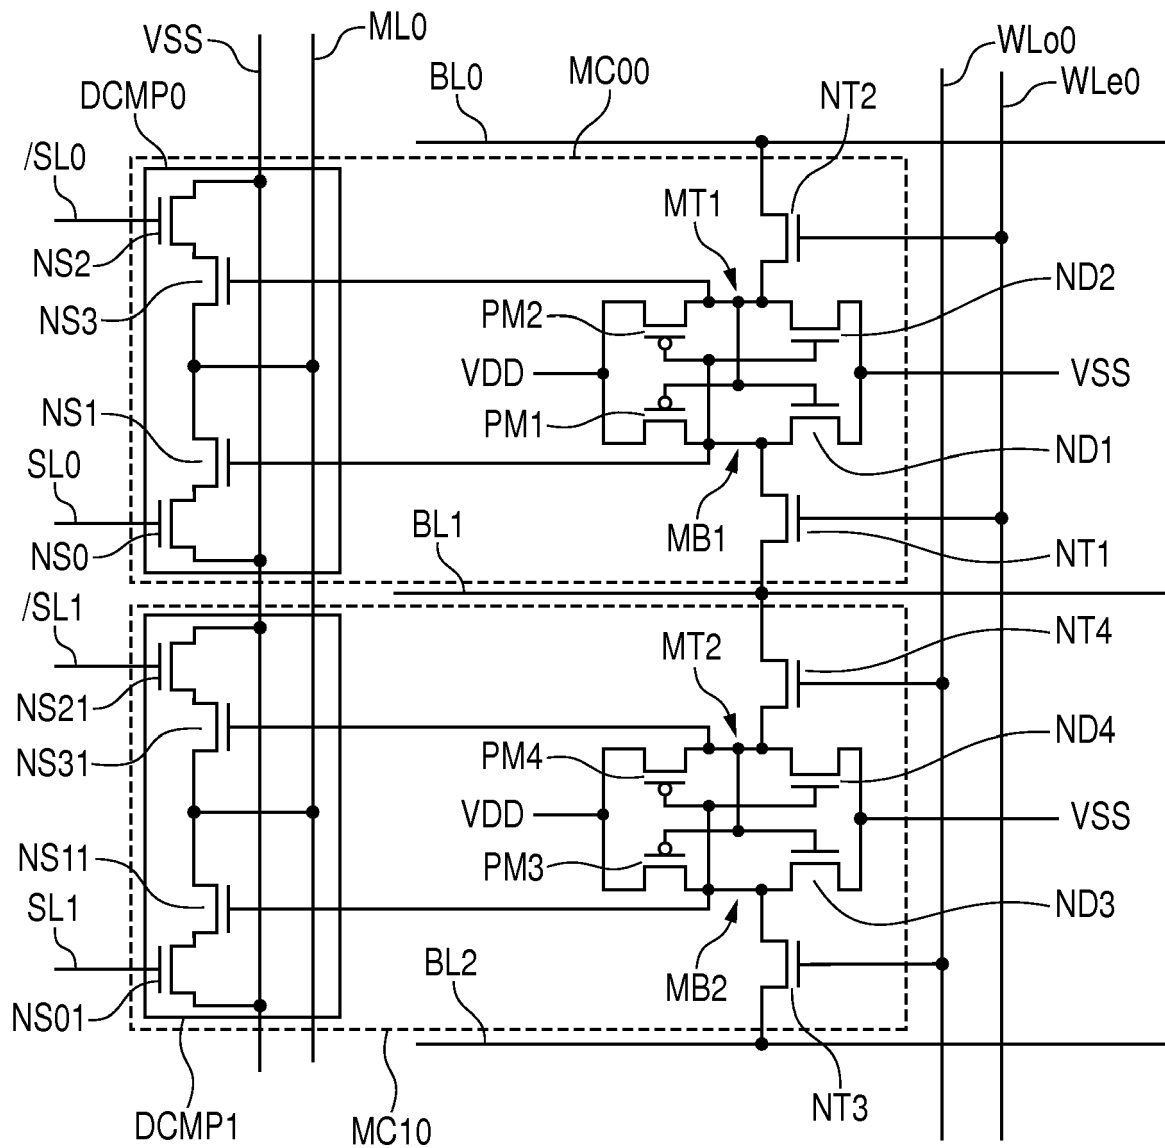 VSS
ML0
WLo0
WLe0
BL0
MC00
NT2
DCMP0
/SL0
MT1
NS2
ND2
NS3
PM2
VDD
VSS
NS1
PM1
SL0
ND1
BL1
MB1
NS0
NT1
/SL1
NT4
MT2
NS21
ND4
NS31
PM4
VDD
VSS
NS11
PM3
SL1
ND3
BL2
MB2
NS01
NT3
DCMP1
MC10